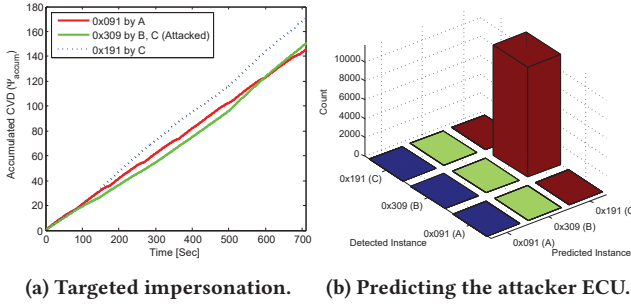 180
160
140
120
100
80
60
40
20
0
0 100 200 300 400 500 600 700
Time [Sec]
Accumulated CVD (Ψaccum)
0x091 by A
0x309 by B, C (Attacked)
0x191 by C
10000
8000
6000
4000
2000
0
Count
0x191 (C)
0x309 (B)
0x091 (A)
Detected Instance
0x091 (A)
0x309 (B)
0x191 (C
Predicted Instance
(a) Targeted impersonation.
(b) Predicting the attacker ECU.